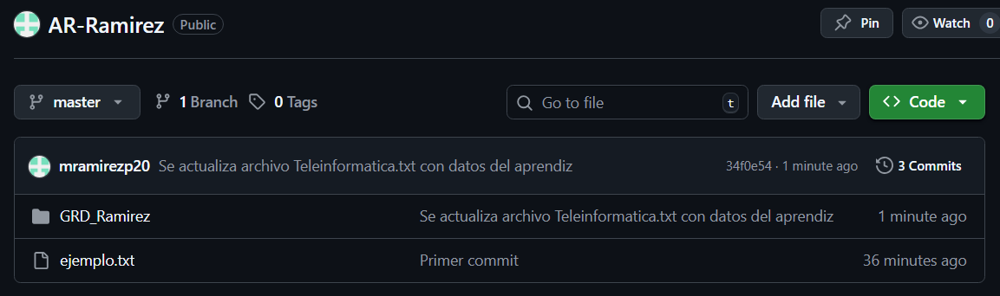 AR-Ramirez Public Pin Watch 0
master 1 Branch 0 Tags Go to file t Add file Code
mramirezp20 Se actualiza archivo Teleinformatica.txt con datos del aprendiz 34f0e54 · 1 minute ago 3 Commits
GRD_Ramirez Se actualiza archivo Teleinformatica.txt con datos del aprendiz 1 minute ago
ejemplo.txt Primer commit 36 minutes ago